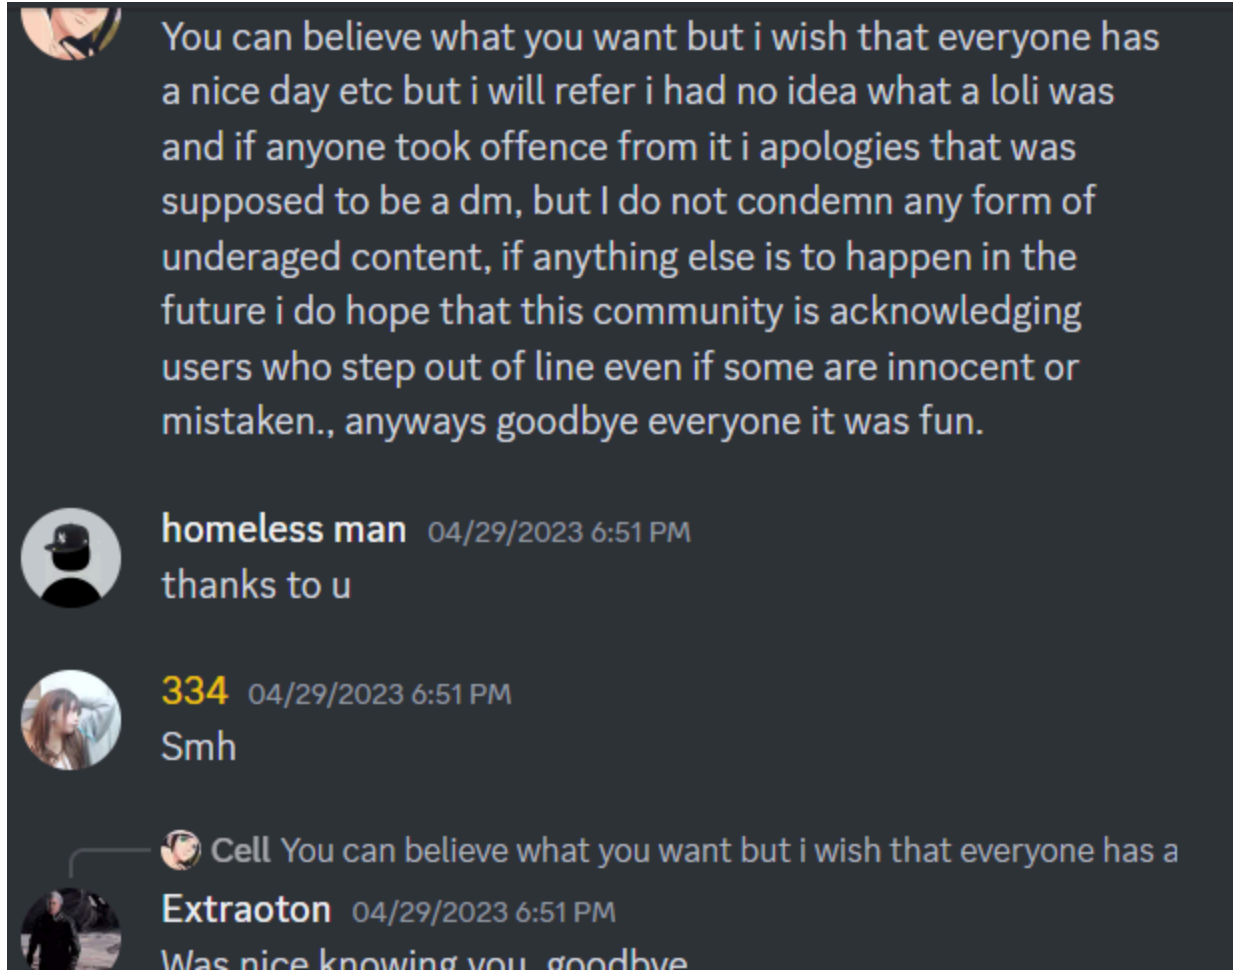 You can believe what you want but i wish that everyone has
a nice day etc but i will refer i had no idea what a loli was
and if anyone took offence from it i apologies that was
supposed to be a dm, but I do not condemn any form of
underaged content, if anything else is to happen in the
future i do hope that this community is acknowledging
users who step out of line even if some are innocent or
mistaken., anyways goodbye everyone it was fun.
homeless man 04/29/2023 6:51 PM
thanks to u
334 04/29/2023 6:51 PM
Smh
Cell You can believe what you want but i wish that everyone has a
Extraoton 04/29/2023 6:51 PM
Was nice knowing you, goodbye